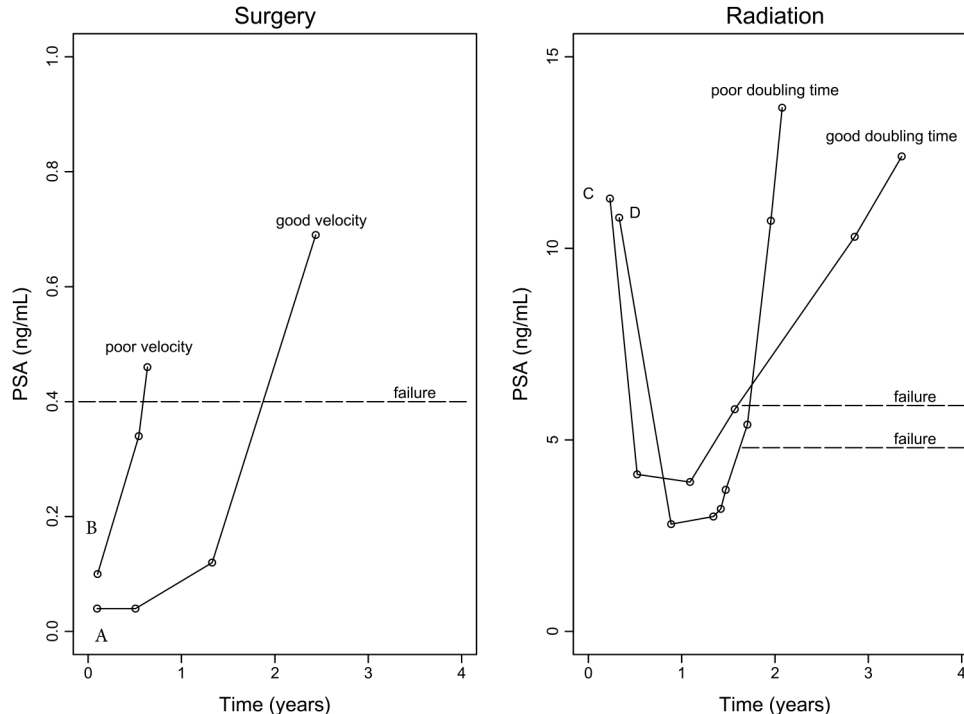 Surgery
PSA (ng/mL)
1.0
0.8
0.6
0.4
0.2
0.0
good velocity
poor velocity
failure
B
A
0 1 2 3 4
Time (years)
Radiation
PSA (ng/mL)
15
10
5
0
poor doubling time
good doubling time
C
D
failure
failure
0 1 2 3 4
Time (years)